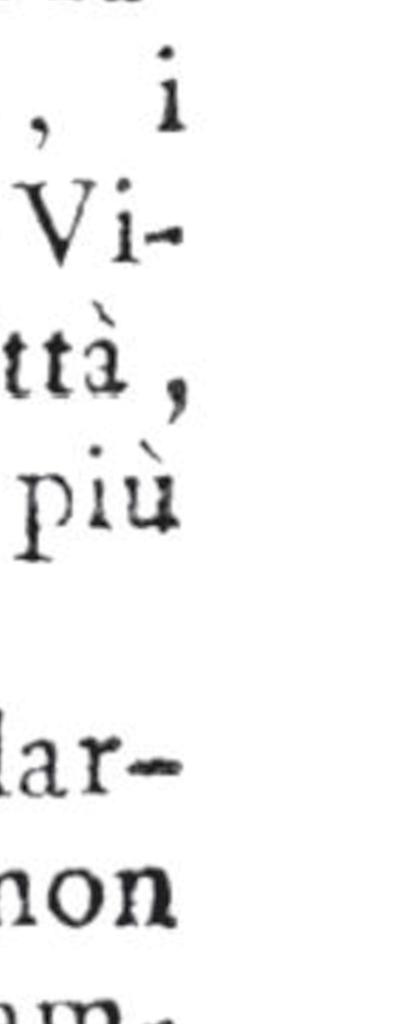 , i
Vi-
ttà ,
più
lar-
non